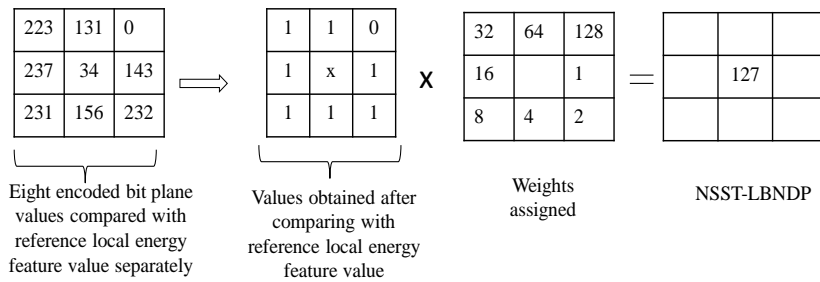 223 131 0
237 34 143
231 156 232
1 1 0
1 x 1
1 1 1
X
32 64 128
16 1
8 4 2
=
127
Eight encoded bit plane
values compared with
reference local energy
feature value separately
Values obtained after
comparing with
reference local energy
feature value
Weights
assigned
NSST-LBNDP